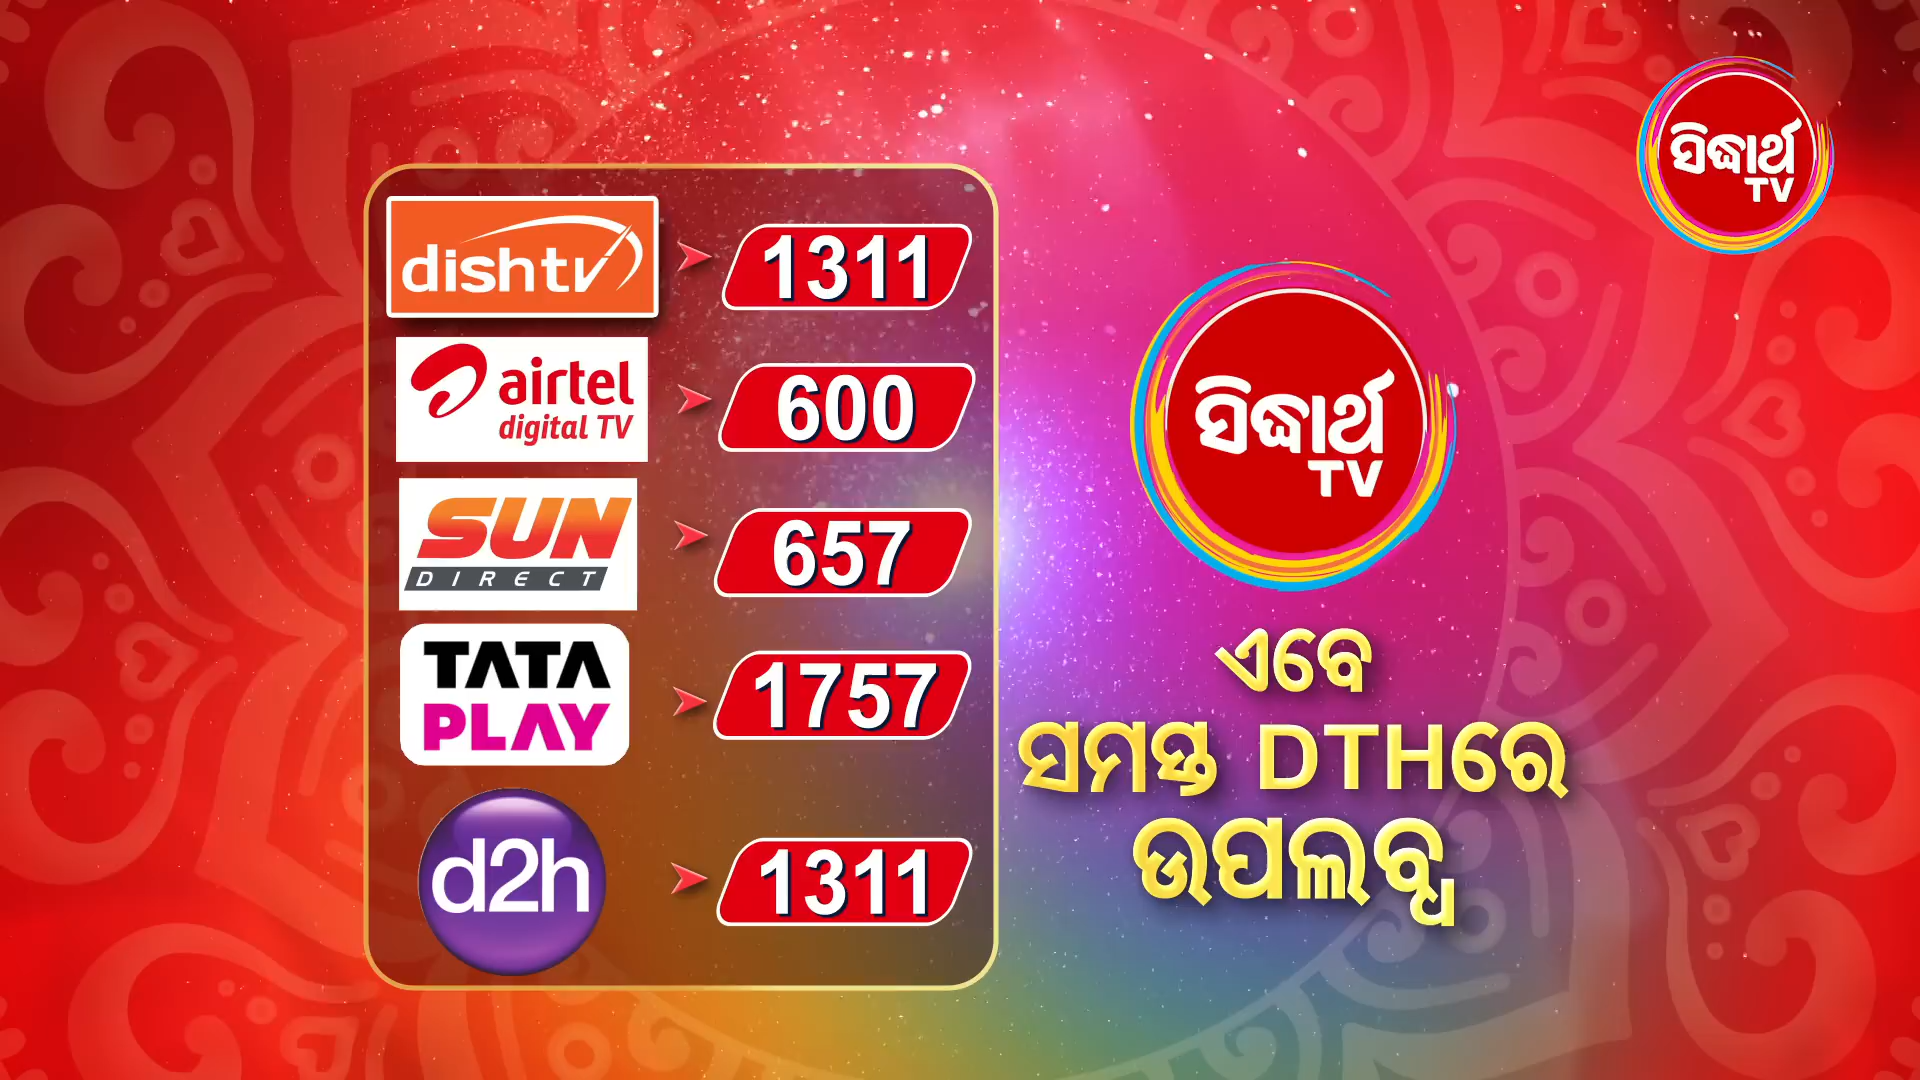 dishtv
1311
airtel
digital TV
600
SUN
DIRECT
657
TATA
PLAY
1757
d2h
1311
ସିଦ୍ଧାର୍ଥ
TV
ସିଦ୍ଧାର୍ଥ
TV
ଏବେ
ସମସ୍ତ DTHରେ
ଉପଲବ୍ଧ